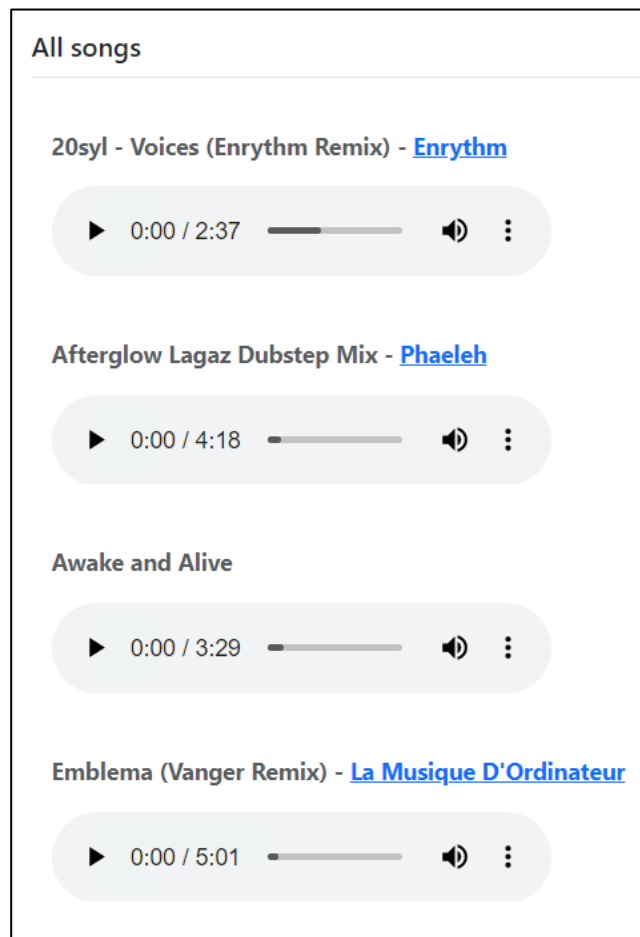 All songs
20syl - Voices (Enrythm Remix) - Enrythm
0:00 / 2:37
Afterglow Lagaz Dubstep Mix - Phaeleh
0:00 / 4:18
Awake and Alive
0:00 / 3:29
Emblema (Vanger Remix) - La Musique D'Ordinateur
0:00 / 5:01